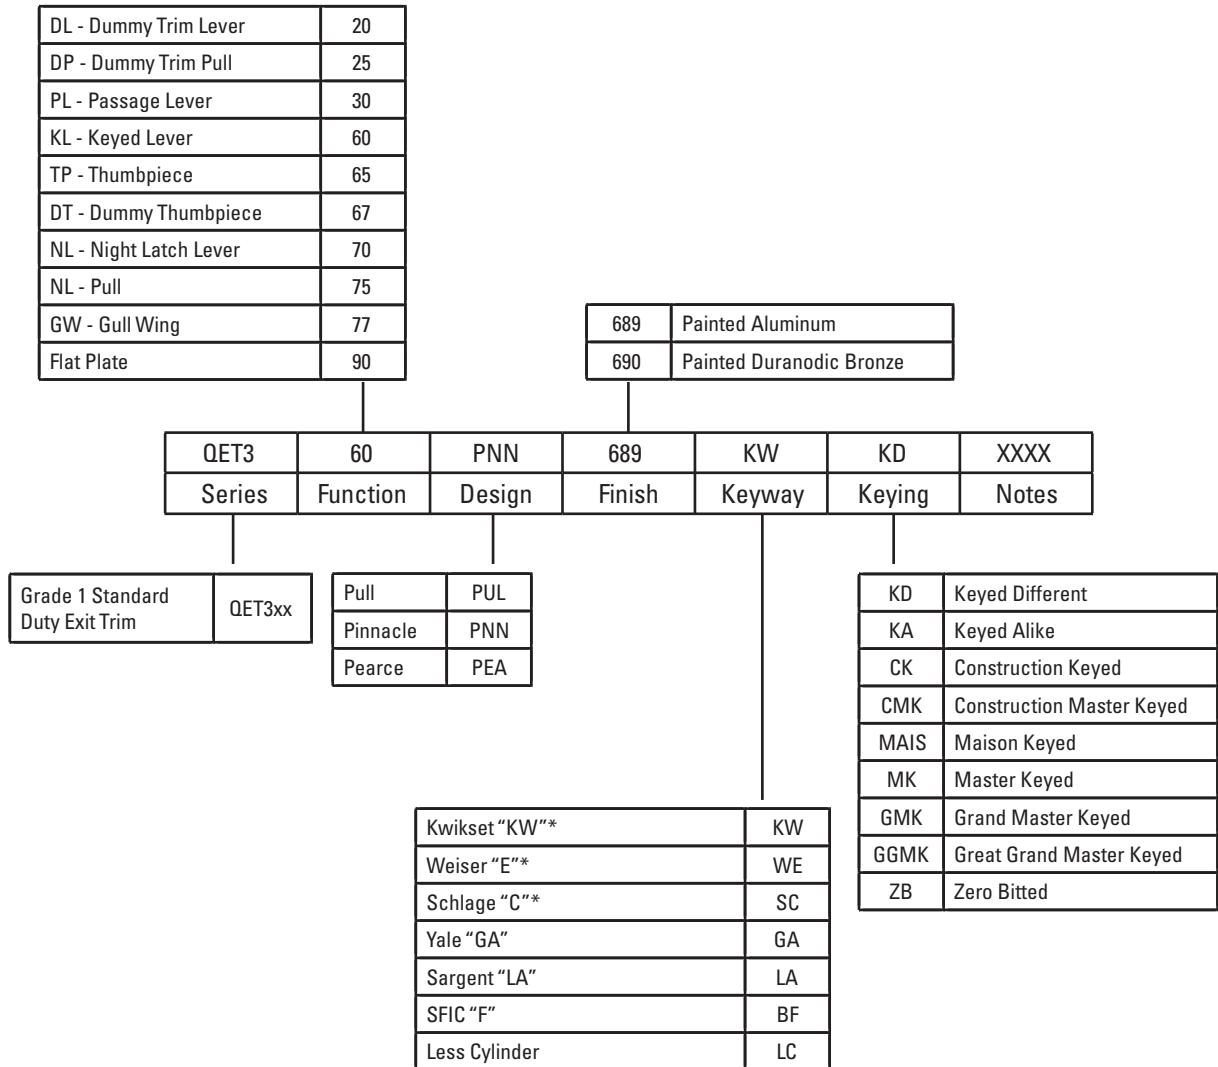 DL - Dummy Trim Lever 20
DP - Dummy Trim Pull 25
PL - Passage Lever 30
KL - Keyed Lever 60
TP - Thumbpiece 65
DT - Dummy Thumbpiece 67
NL - Night Latch Lever 70
NL - Pull 75
GW - Gull Wing 77
Flat Plate 90
689 Painted Aluminum
690 Painted Duranodic Bronze
QET3 60 PNN 689 KW KD XXXX
Series Function Design Finish Keyway Keying Notes
Grade 1 Standard
Duty Exit Trim
QET3xx
Pull PUL
Pinnacle PNN
Pearce PEA
KD Keyed Different
KA Keyed Alike
CK Construction Keyed
CMK Construction Master Keyed
MAIS Maison Keyed
MK Master Keyed
GMK Grand Master Keyed
GGMK Great Grand Master Keyed
ZB Zero Bitted
Kwikset “KW”* KW
Weiser “E”* WE
Schlage “C”* SC
Yale “GA” GA
Sargent “LA” LA
SFIC “F” BF
Less Cylinder LC